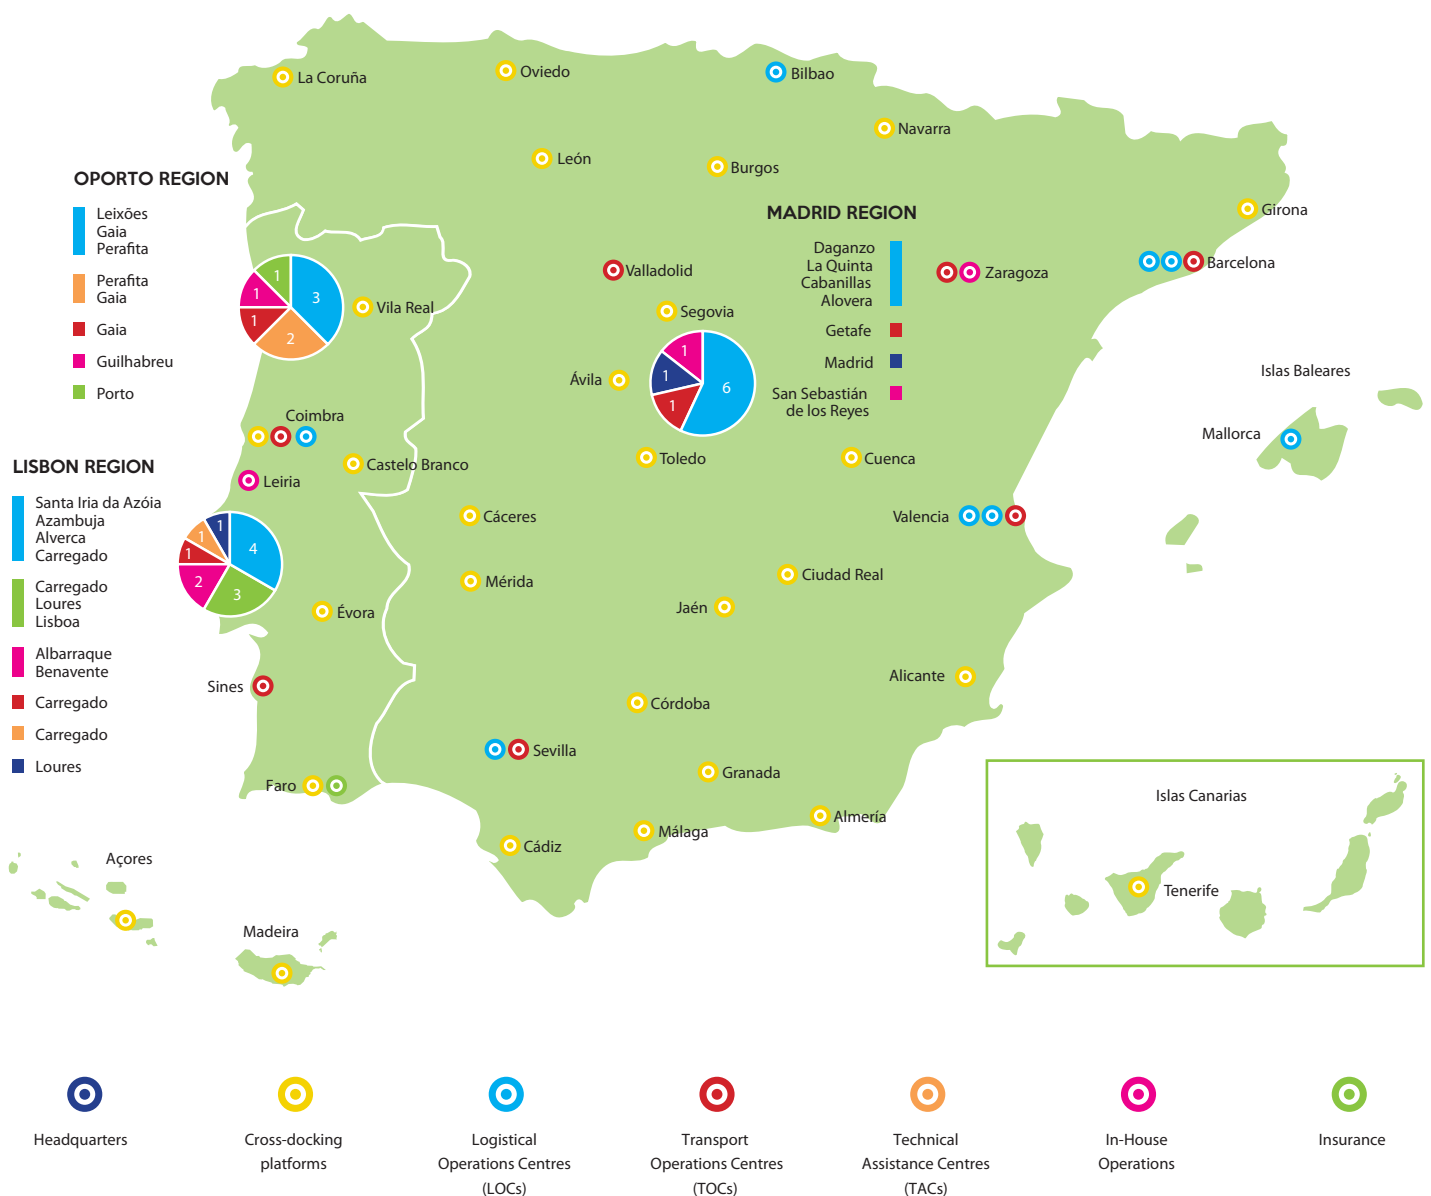 La Coruña
Oviedo
Bilbao
Navarra
León
Burgos
Girona
OPORTO REGION
Leixões
Gaia
Perafita
Perafita
Gaia
Gaia
Guilhabreu
Porto
1
3
1
1
2
Vila Real
Valladolid
Segovia
MADRID REGION
Daganzo
La Quinta
Cabanillas
Alovera
Getafe
Madrid
San Sebastián
de los Reyes
Zaragoza
Barcelona
Ávila
1
1
6
1
Islas Baleares
Mallorca
Coimbra
Leiria
Castelo Branco
Toledo
Cuenca
Cáceres
Valencia
Mérida
Ciudad Real
Jaén
LISBON REGION
Santa Iria da Azóia
Azambuja
Alverca
Carregado
Carregado
Loures
Lisboa
Albarraque
Benavente
Carregado
Carregado
Loures
1
1
4
1
2
3
Évora
Sines
Alicante
Córdoba
Sevilla
Granada
Faro
Almería
Málaga
Cádiz
Islas Canarias
Tenerife
Açores
Madeira
Headquarters
Cross-docking
platforms
Logistical
Operations Centres
(LOCs)
Transport
Operations Centres
(TOCs)
Technical
Assistance Centres
(TACs)
In-House
Operations
Insurance